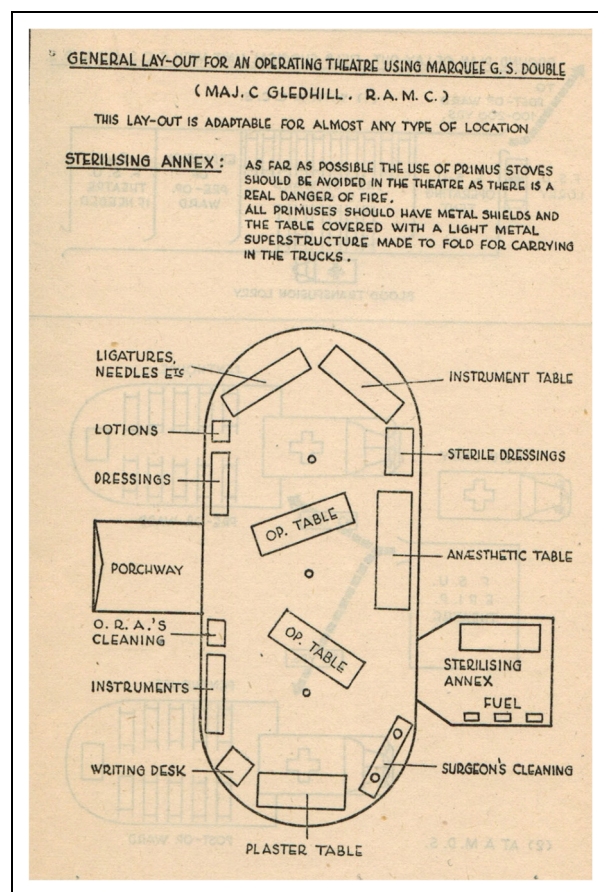 GENERAL LAY-OUT FOR AN OPERATING THEATRE USING MARQUEE G. S. DOUBLE
( MAJ. C GLEDHILL. R.A.M.C. )
THIS LAY-OUT IS ADAPTABLE FOR ALMOST ANY TYPE OF LOCATION
STERILISING ANNEX :
AS FAR AS POSSIBLE THE USE OF PRIMUS STOVES
SHOULD BE AVOIDED IN THE THEATRE AS THERE IS A
REAL DANGER OF FIRE.
ALL PRIMUSES SHOULD HAVE METAL SHIELDS AND
THE TABLE COVERED WITH A LIGHT METAL
SUPERSTRUCTURE MADE TO FOLD FOR CARRYING
IN THE TRUCKS.
LIGATURES,
NEEDLES ETC
INSTRUMENT TABLE
LOTIONS
STERILE DRESSINGS
DRESSINGS
OP. TABLE
ANÆSTHETIC TABLE
PORCHWAY
O. R. A.'S
CLEANING
OP. TABLE
STERILISING
ANNEX
FUEL
INSTRUMENTS
WRITING DESK
SURGEON'S CLEANING
PLASTER TABLE